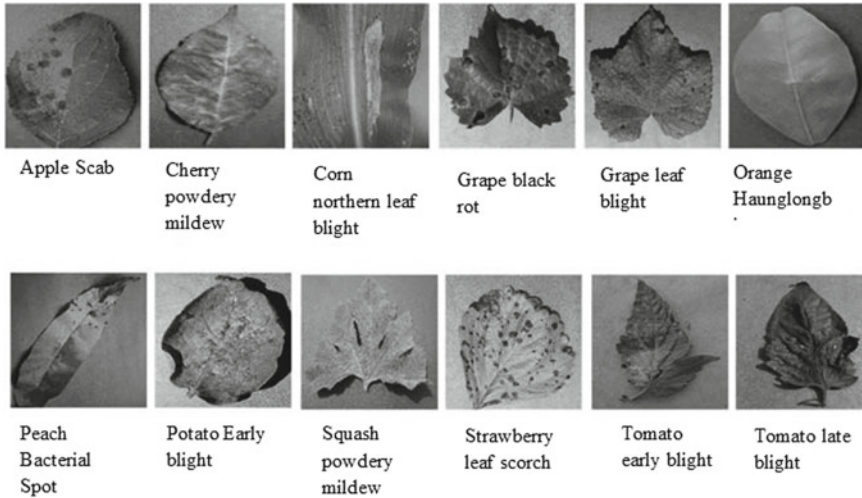 Apple Scab
Cherry
powdery
mildew
Corn
northern leaf
blight
Grape black
rot
Grape leaf
blight
Orange
Haunglongb
Peach
Bacterial
Spot
Potato Early
blight
Squash
powdery
mildew
Strawberry
leaf scorch
Tomato
early blight
Tomato late
blight